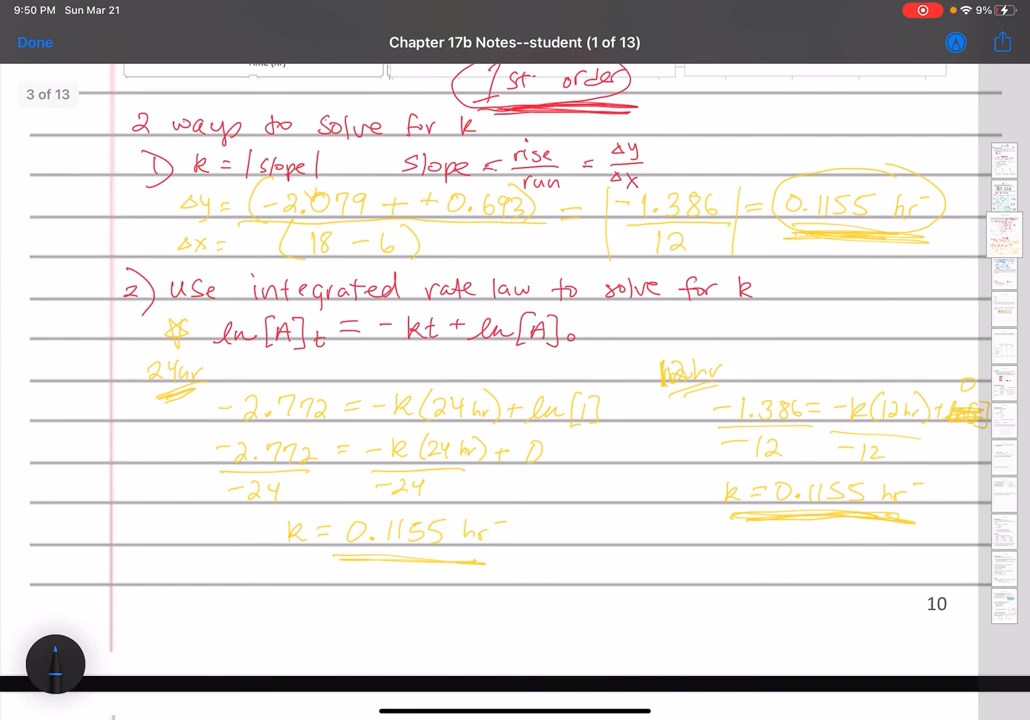 9:50 PM Sun Mar 21
9%
Done
Chapter 17b Notes--student (1 of 13)
3 of 13
1st order
2 ways to solve for k
1) k = |slope| slope = rise/run = Δy/Δx
Δy = (-2.079 + +0.693) = |-1.386| = 0.1155 hr⁻
Δx = (18 - 6) 12
2) Use integrated rate law to solve for k
ln[A]t = -kt + ln[A]₀
24hr 12hr
-2.772 = -k(24 hr) + ln[1] -1.386 = -k(12 hr) + 0
-12 -12
-2.772 = -k(24 hr) + 0
-24 -24 k = 0.1155 hr⁻
k = 0.1155 hr⁻
10